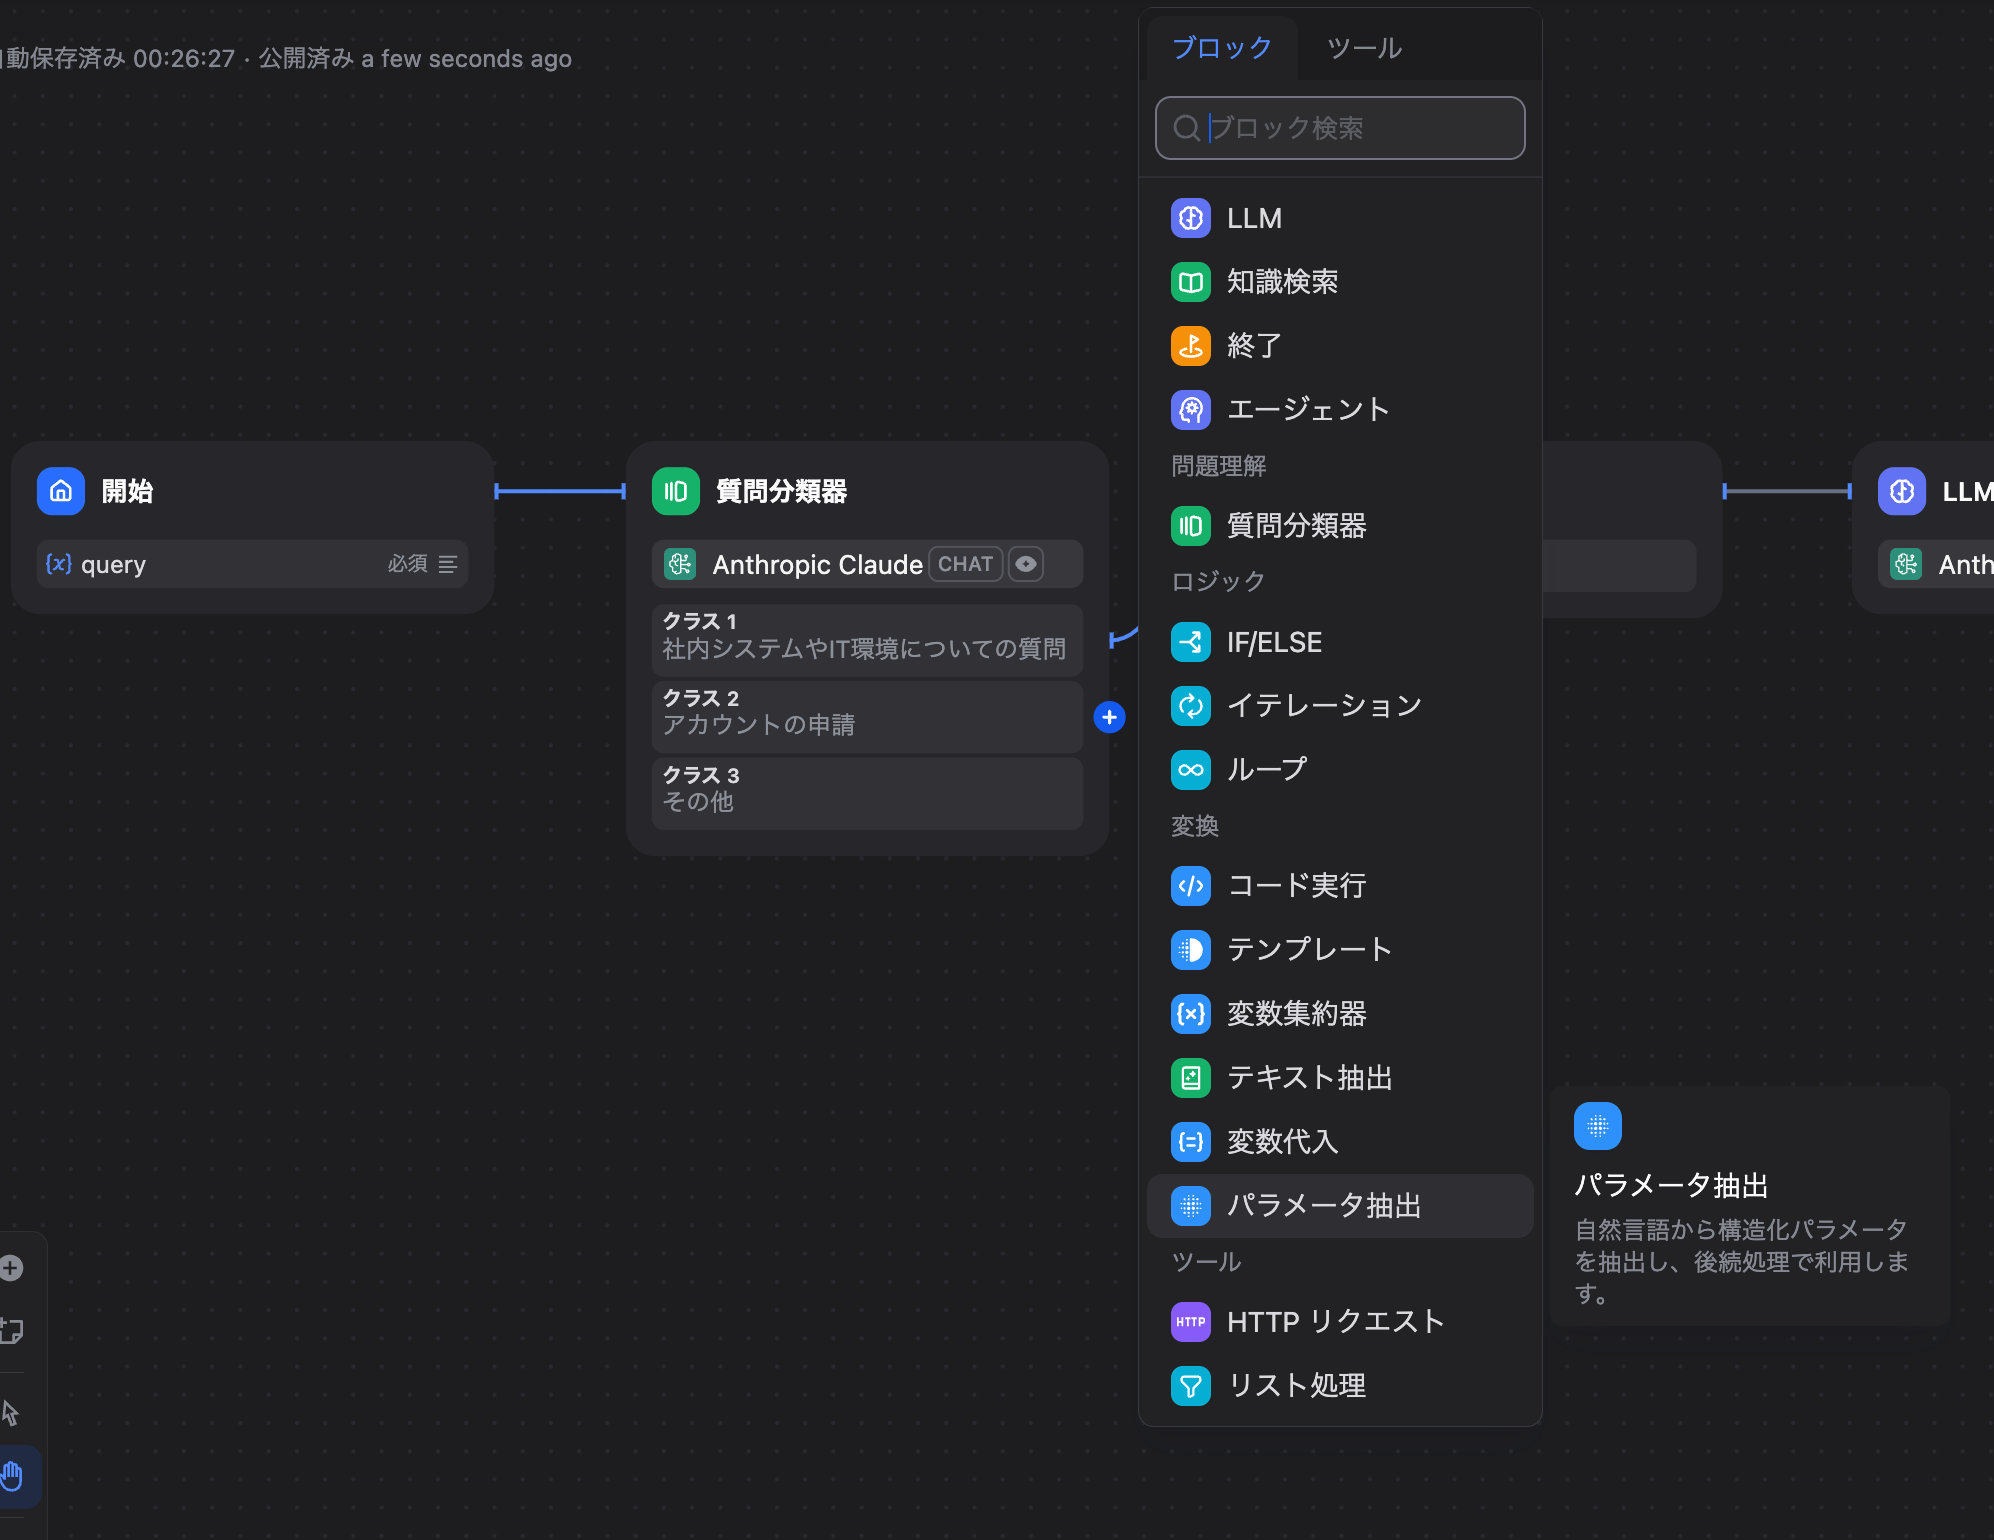 動保存済み 00:26:27 · 公開済み a few seconds ago
ブロック
ツール
ブロック検索
LLM
知識検索
終了
エージェント
問題理解
質問分類器
ロジック
IF/ELSE
イテレーション
ループ
変換
コード実行
テンプレート
変数集約器
テキスト抽出
変数代入
パラメータ抽出
ツール
HTTP
HTTP リクエスト
リスト処理
開始
{x} query
必須
質問分類器
Anthropic Claude CHAT
クラス 1
社内システムやIT環境についての質問
クラス 2
アカウントの申請
クラス 3
その他
LLM
Anth
パラメータ抽出
自然言語から構造化パラメータ
を抽出し、後続処理で利用しま
す。